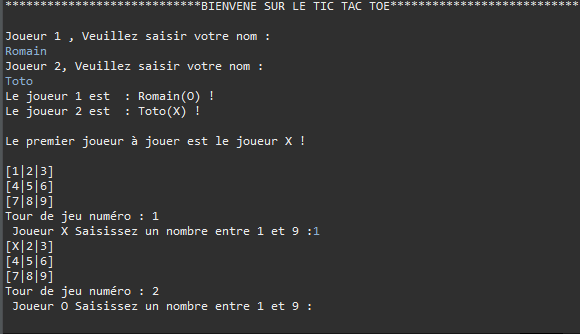 ****************************BIENVENE SUR LE TIC TAC TOE***************************
Joueur 1 , Veuillez saisir votre nom :
Romain
Joueur 2, Veuillez saisir votre nom :
Toto
Le joueur 1 est  : Romain(O) !
Le joueur 2 est  : Toto(X) !
Le premier joueur à jouer est le joueur X !
[1|2|3]
[4|5|6]
[7|8|9]
Tour de jeu numéro : 1
 Joueur X Saisissez un nombre entre 1 et 9 :1
[X|2|3]
[4|5|6]
[7|8|9]
Tour de jeu numéro : 2
 Joueur O Saisissez un nombre entre 1 et 9 :